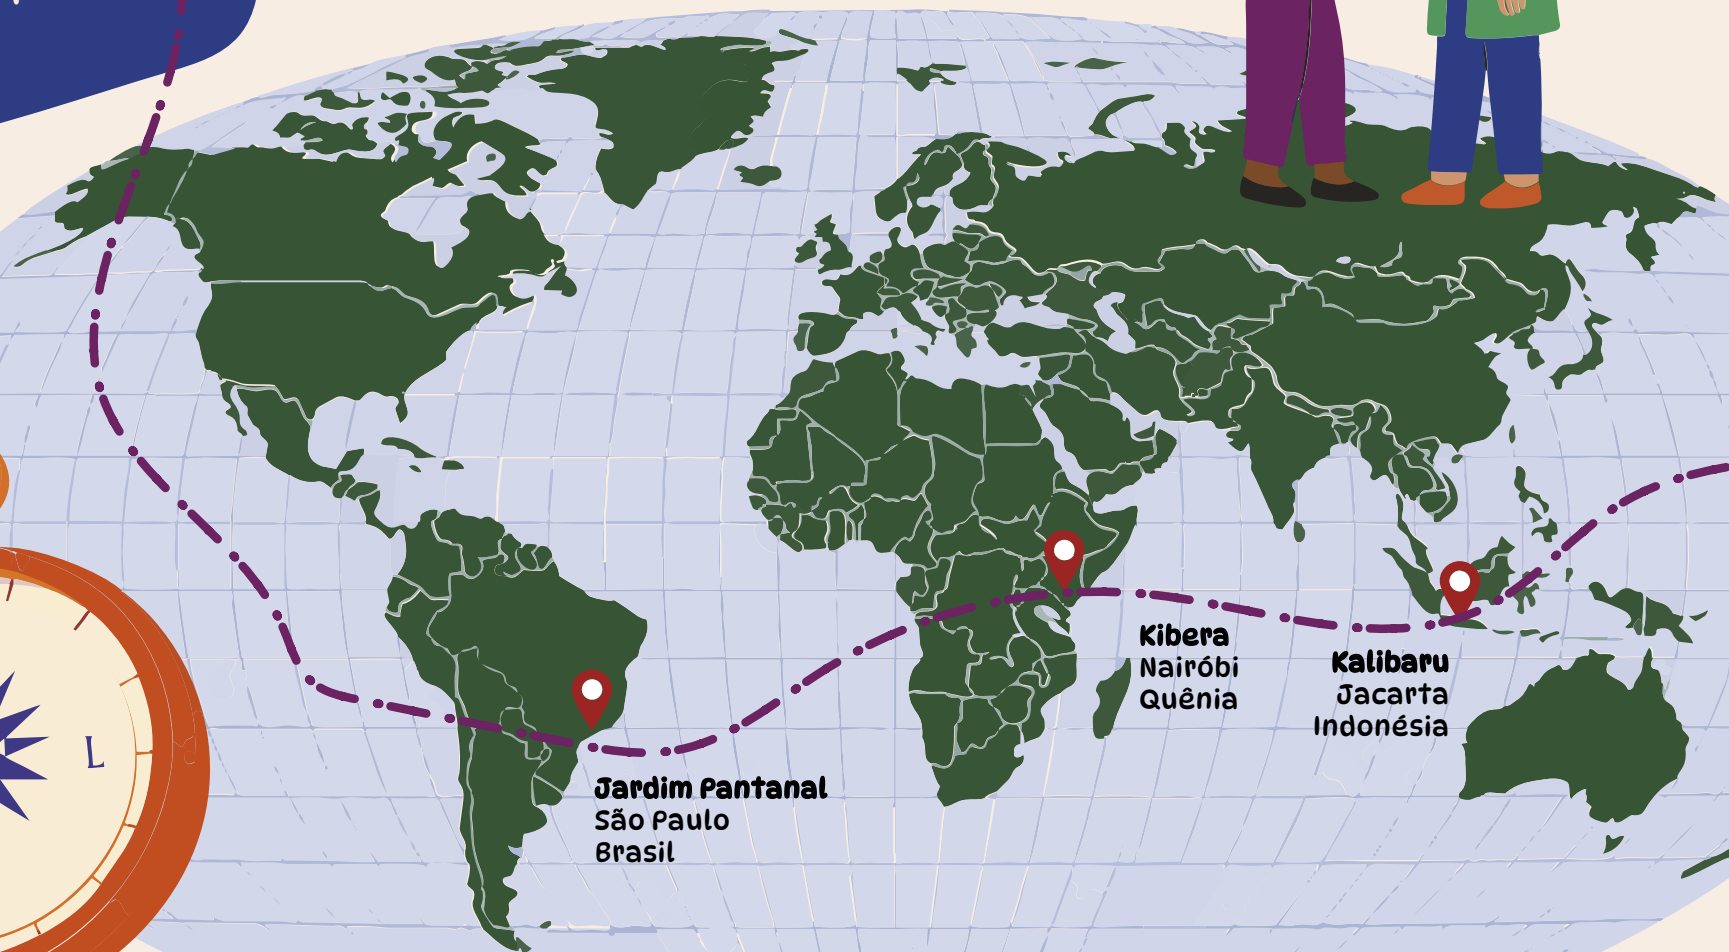 Kibera
Nairóbi
Quênia
Kalibaru
Jacarta
Indonésia
L
Jardim Pantanal
São Paulo
Brasil